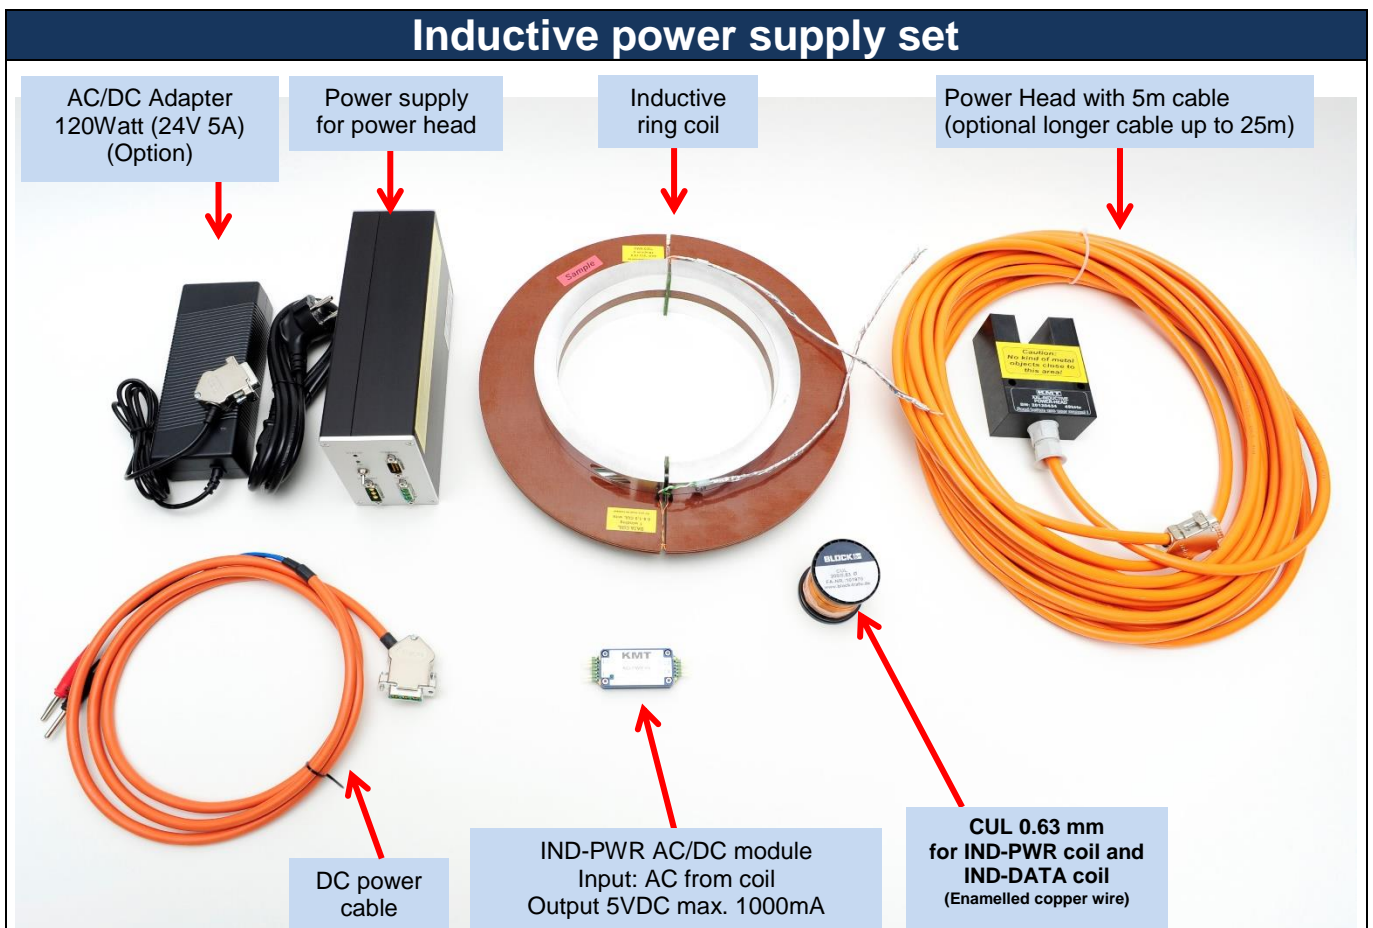 Inductive power supply set
AC/DC Adapter
120Watt (24V 5A)
(Option)
Power supply
for power head
Inductive
ring coil
Power Head with 5m cable
(optional longer cable up to 25m)
Sample
Caution:
No kind of metal
objects close to
this area!
KMT
POWER-HEAD
BLOCK
CUL
KMT
DC power
cable
IND-PWR AC/DC module
Input: AC from coil
Output 5VDC max. 1000mA
CUL 0.63 mm
for IND-PWR coil and
IND-DATA coil
(Enamelled copper wire)